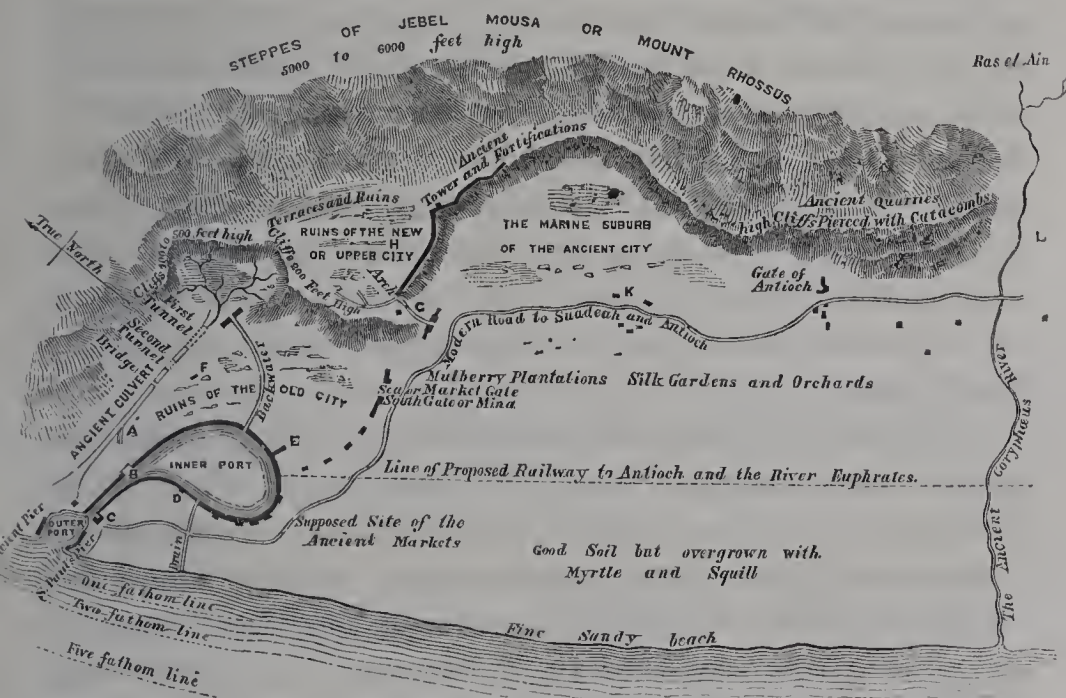 STEPPES OF JEBEL MOUSA OR MOUNT RHOSSUS
5000 to 6000 feet high
Ras el Ain
Ancient
Tower and Fortifications
Terraces and Ruins
RUINS OF THE NEW
H
OR UPPER CITY
THE MARINE SUBURB
OF THE ANCIENT CITY
Ancient Quarries
high Cliffs Pierced with Catacombs
L
True North
500 feet high
Cliffs 200 Feet High
G
K
Gate of
Antioch
First
Tunnel
Second
Tunnel
Bridge
Modern Road to Suadeah and Antioch
F
Backwater
Mulberry Plantations Silk Gardens and Orchards
Sea or Market Gate
South Gate or Mina
ANCIENT CULVERT
A
RUINS OF THE OLD CITY
E
B
INNER PORT
Line of Proposed Railway to Antioch and the River Euphrates.
D
C
OUTER
PORT
Supposed Site of the
Ancient Markets
Drain
Good Soil but overgrown with
Myrtle and Squill
The Ancient Coryphæus River
One fathom line
Two fathom line
Five fathom line
Fine Sandy beach